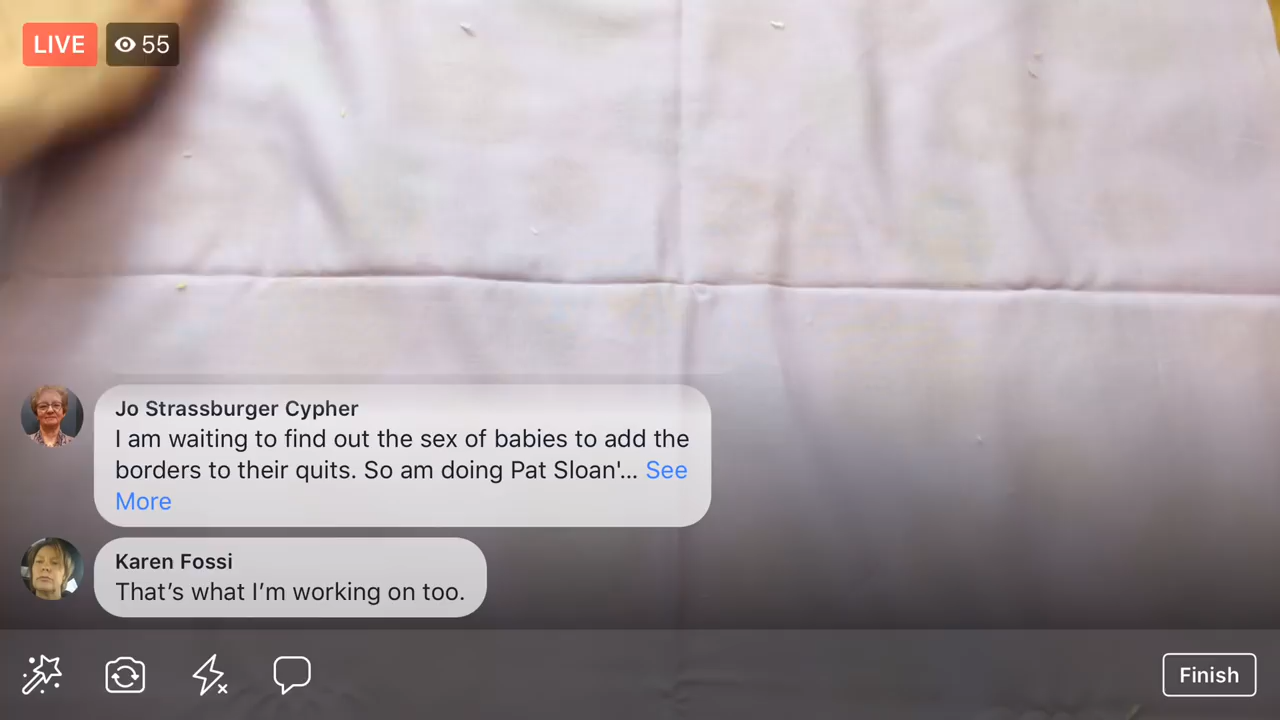 LIVE
55
Jo Strassburger Cypher
I am waiting to find out the sex of babies to add the
borders to their quits. So am doing Pat Sloan'... See
More
Karen Fossi
That’s what I’m working on too.
Finish